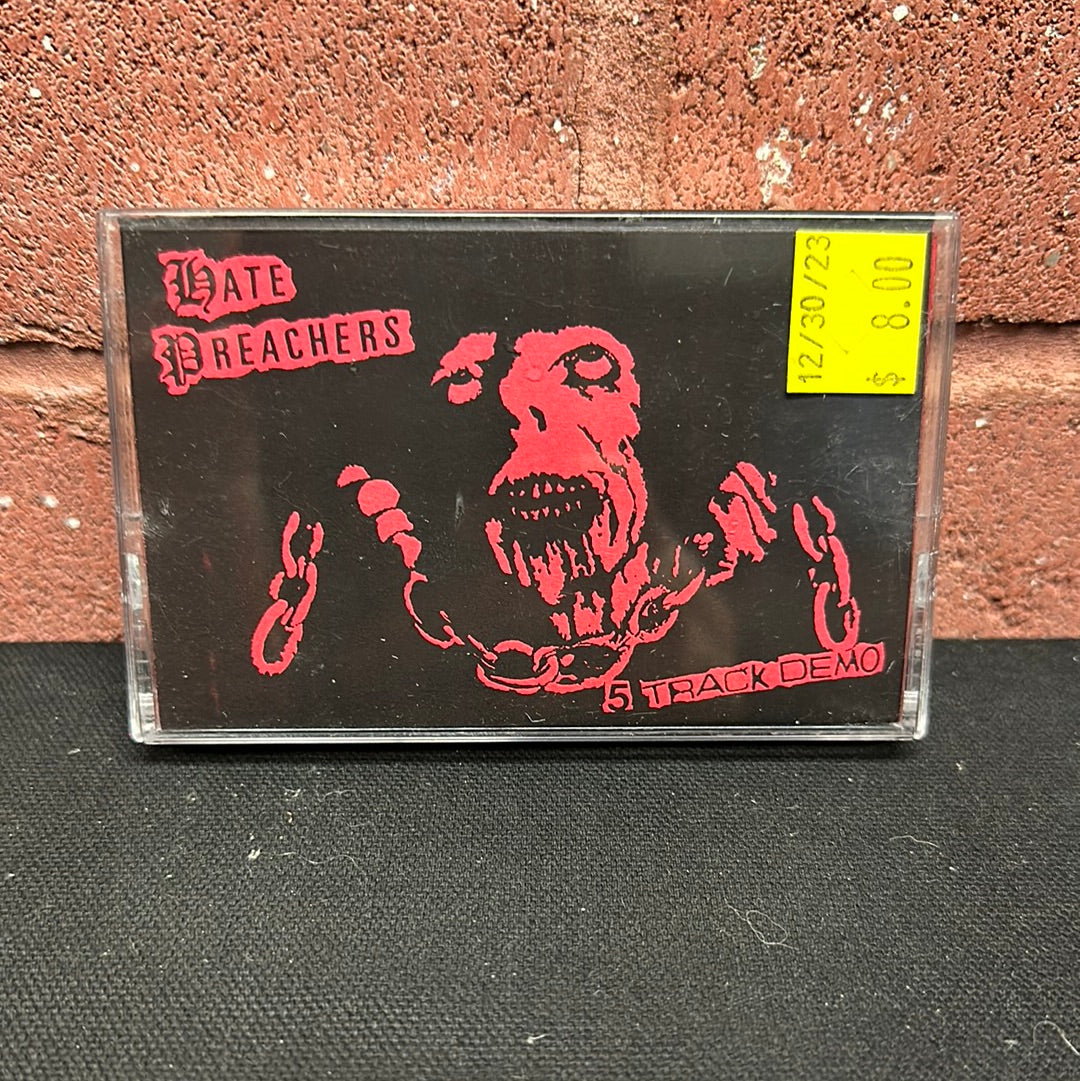 HATE
PREACHERS
12/30/23
$ 8.00
5 TRACK DEMO